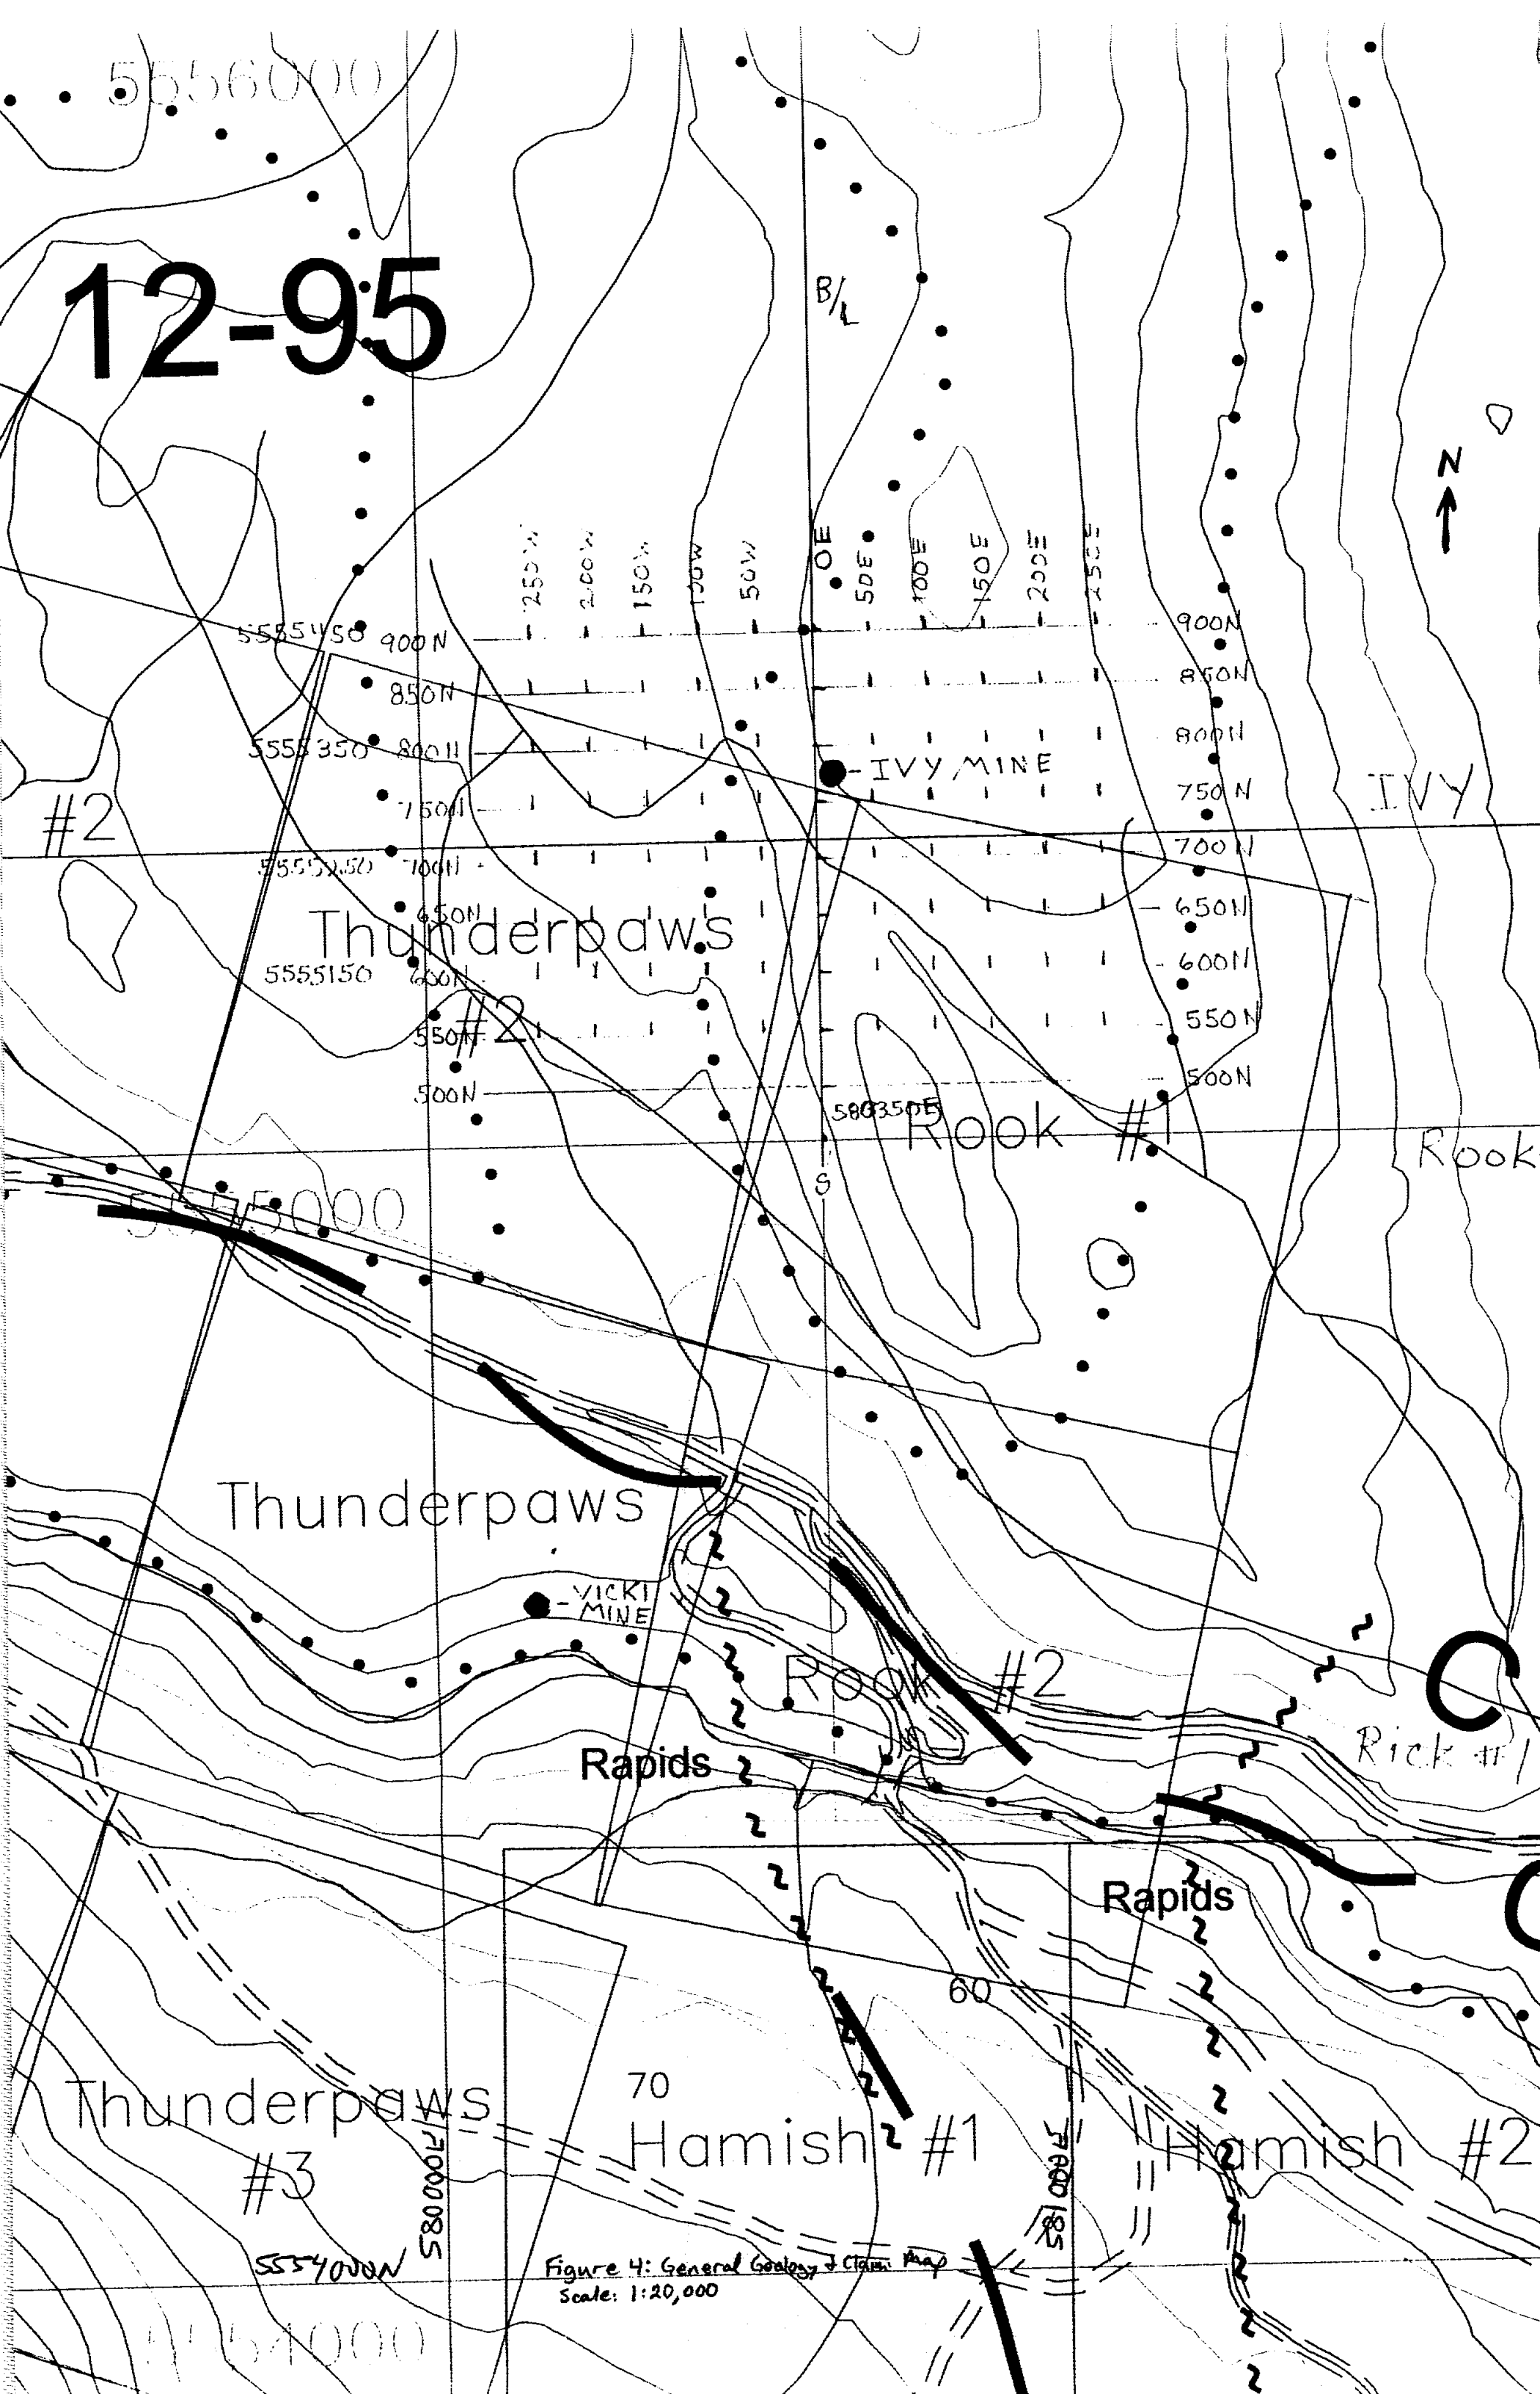 5556000
12-95
B/L
N
250W 200W 150W 100W 50W OE 50E 100E 150E 200E 250E
5555450 900N 900N
850N 850N
5555350 800N 800N
IVY MINE
750N 750N IVY
#2
5555250 700N 700N
650N 650N
Thunderpaws
5555150 600N 600N
#2
550N 550N
500N 500N
580350E
Rook #1
Rook
S
5555000
Thunderpaws
VICKI
MINE
Rook #2
C
Rapids
Rick #1
Rapids
60
70
Thunderpaws
#3
Hamish #1
Hamish #2
580000E
581000E
5554000N
Figure 4: General Geology & Claim Map
Scale: 1:20,000
5554000